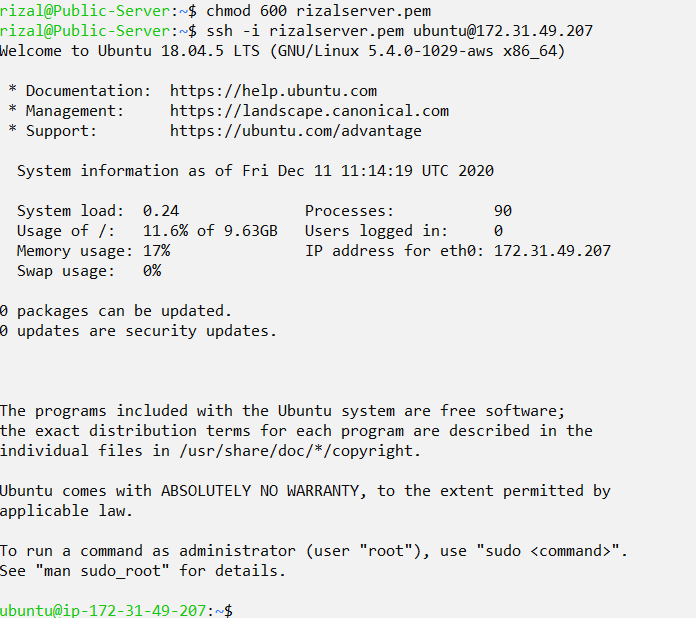 rizal@Public-Server:~$ chmod 600 rizalserver.pem
rizal@Public-Server:~$ ssh -i rizalserver.pem ubuntu@172.31.49.207
Welcome to Ubuntu 18.04.5 LTS (GNU/Linux 5.4.0-1029-aws x86_64)

 * Documentation:  https://help.ubuntu.com
 * Management:     https://landscape.canonical.com
 * Support:        https://ubuntu.com/advantage

  System information as of Fri Dec 11 11:14:19 UTC 2020

  System load:  0.24               Processes:           90
  Usage of /:   11.6% of 9.63GB    Users logged in:     0
  Memory usage: 17%                IP address for eth0: 172.31.49.207
  Swap usage:   0%

0 packages can be updated.
0 updates are security updates.

The programs included with the Ubuntu system are free software;
the exact distribution terms for each program are described in the
individual files in /usr/share/doc/*/copyright.

Ubuntu comes with ABSOLUTELY NO WARRANTY, to the extent permitted by
applicable law.

To run a command as administrator (user "root"), use "sudo <command>".
See "man sudo_root" for details.

ubuntu@ip-172-31-49-207:~$